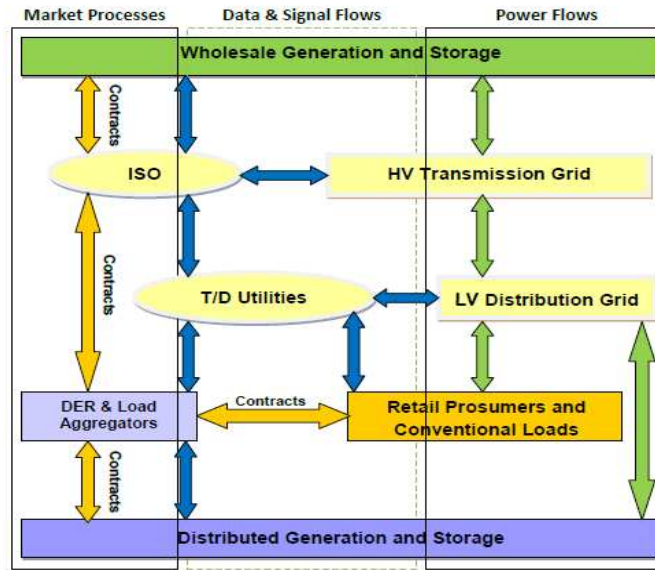 Market Processes
Data & Signal Flows
Power Flows
Wholesale Generation and Storage
Contracts
ISO
HV Transmission Grid
Contracts
T/D Utilities
LV Distribution Grid
DER & Load
Aggregators
Contracts
Retail Prosumers and
Conventional Loads
Contracts
Distributed Generation and Storage